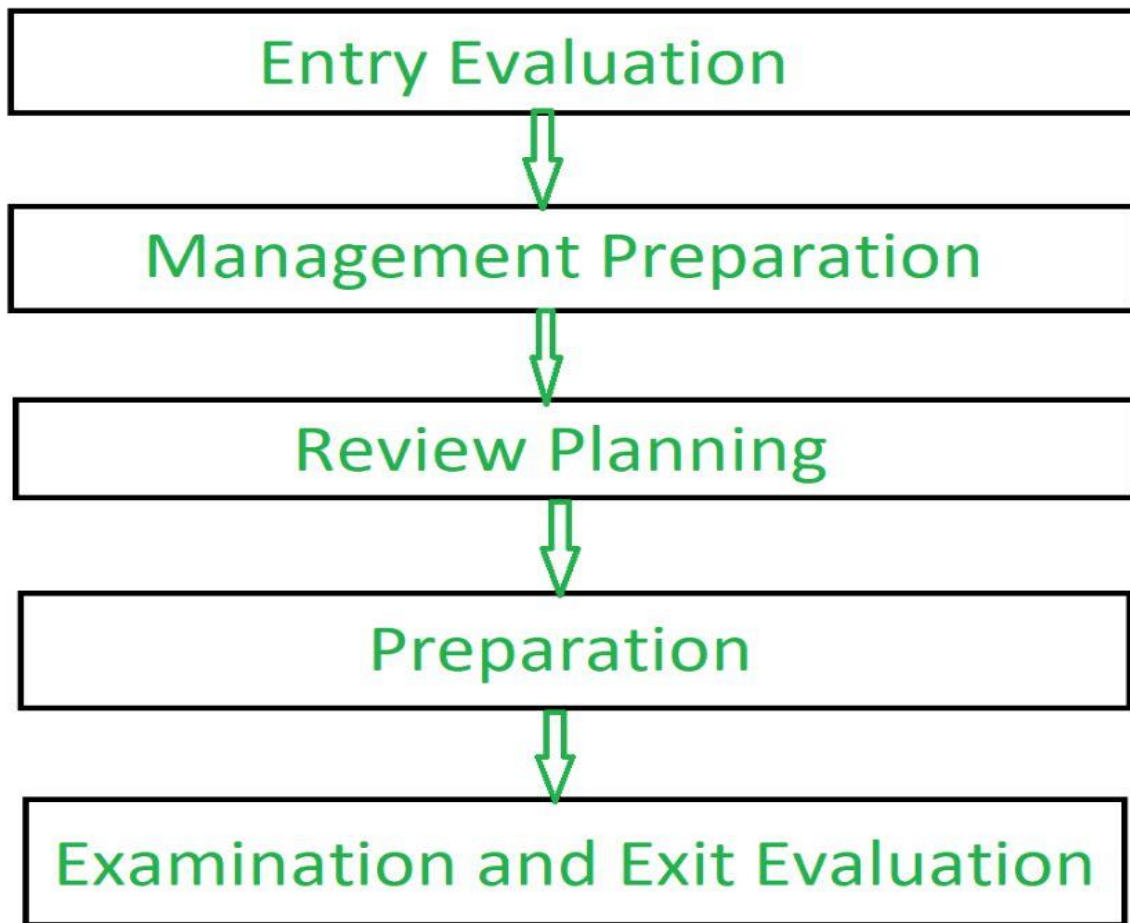 Entry Evaluation
Management Preparation
Review Planning
Preparation
Examination and Exit Evaluation